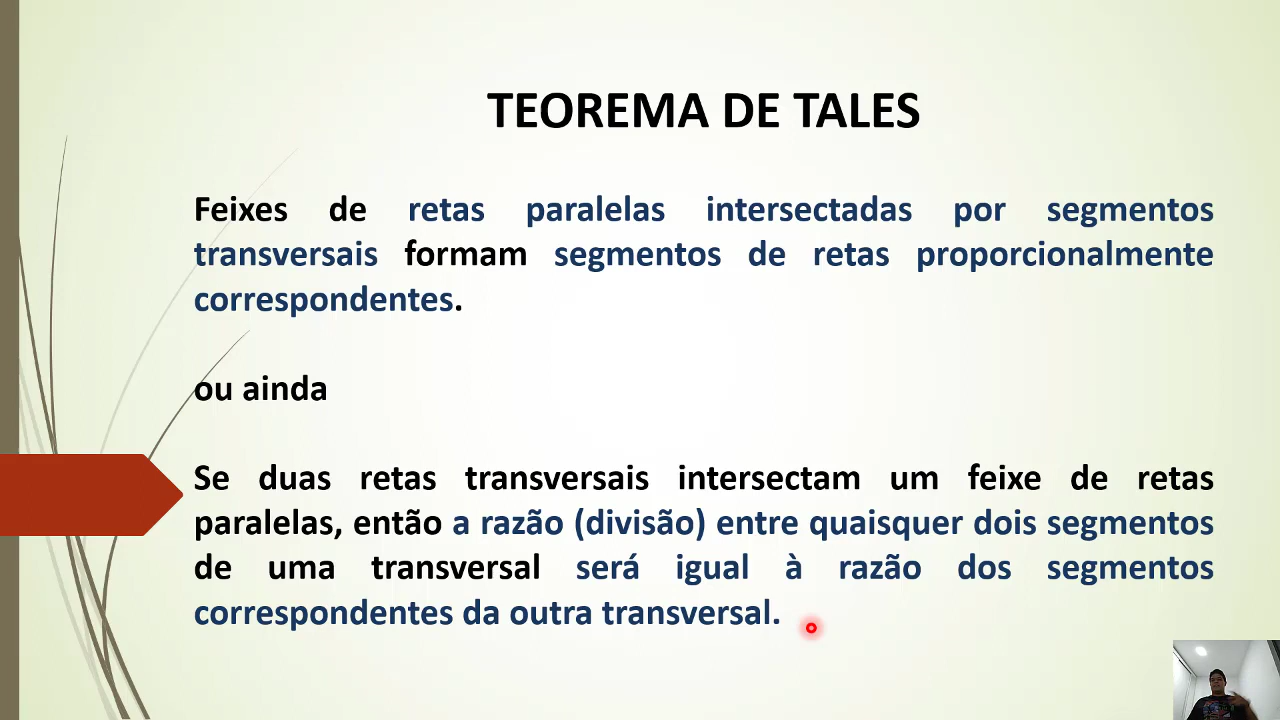 TEOREMA DE TALES
Feixes de retas paralelas intersectadas por segmentos
transversais formam segmentos de retas proporcionalmente
correspondentes.
ou ainda
Se duas retas transversais intersectam um feixe de retas
paralelas, então a razão (divisão) entre quaisquer dois segmentos
de uma transversal será igual à razão dos segmentos
correspondentes da outra transversal.